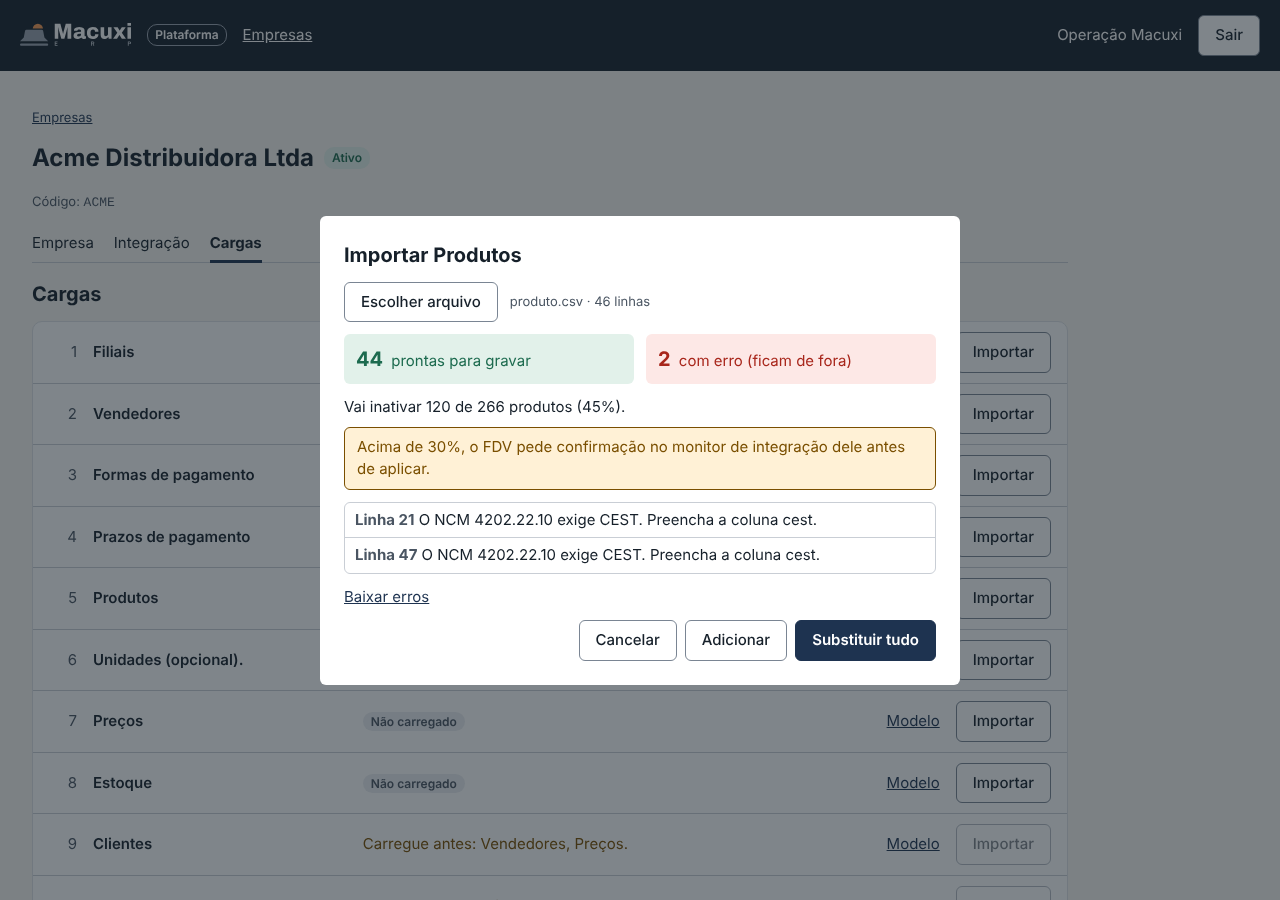 Macuxi
E R P
Plataforma
Empresas
Operação Macuxi
Sair
Empresas
Acme Distribuidora Ltda
Ativo
Código: ACME
Empresa
Integração
Cargas
Cargas
1 Filiais
Importar
2 Vendedores
Importar
3 Formas de pagamento
Importar
4 Prazos de pagamento
Importar
5 Produtos
Importar
6 Unidades (opcional).
Importar
7 Preços Não carregado Modelo Importar
8 Estoque Não carregado Modelo Importar
9 Clientes Carregue antes: Vendedores, Preços. Modelo Importar
Importar Produtos
Escolher arquivo produto.csv · 46 linhas
44 prontas para gravar
2 com erro (ficam de fora)
Vai inativar 120 de 266 produtos (45%).
Acima de 30%, o FDV pede confirmação no monitor de integração dele antes
de aplicar.
Linha 21 O NCM 4202.22.10 exige CEST. Preencha a coluna cest.
Linha 47 O NCM 4202.22.10 exige CEST. Preencha a coluna cest.
Baixar erros
Cancelar
Adicionar
Substituir tudo